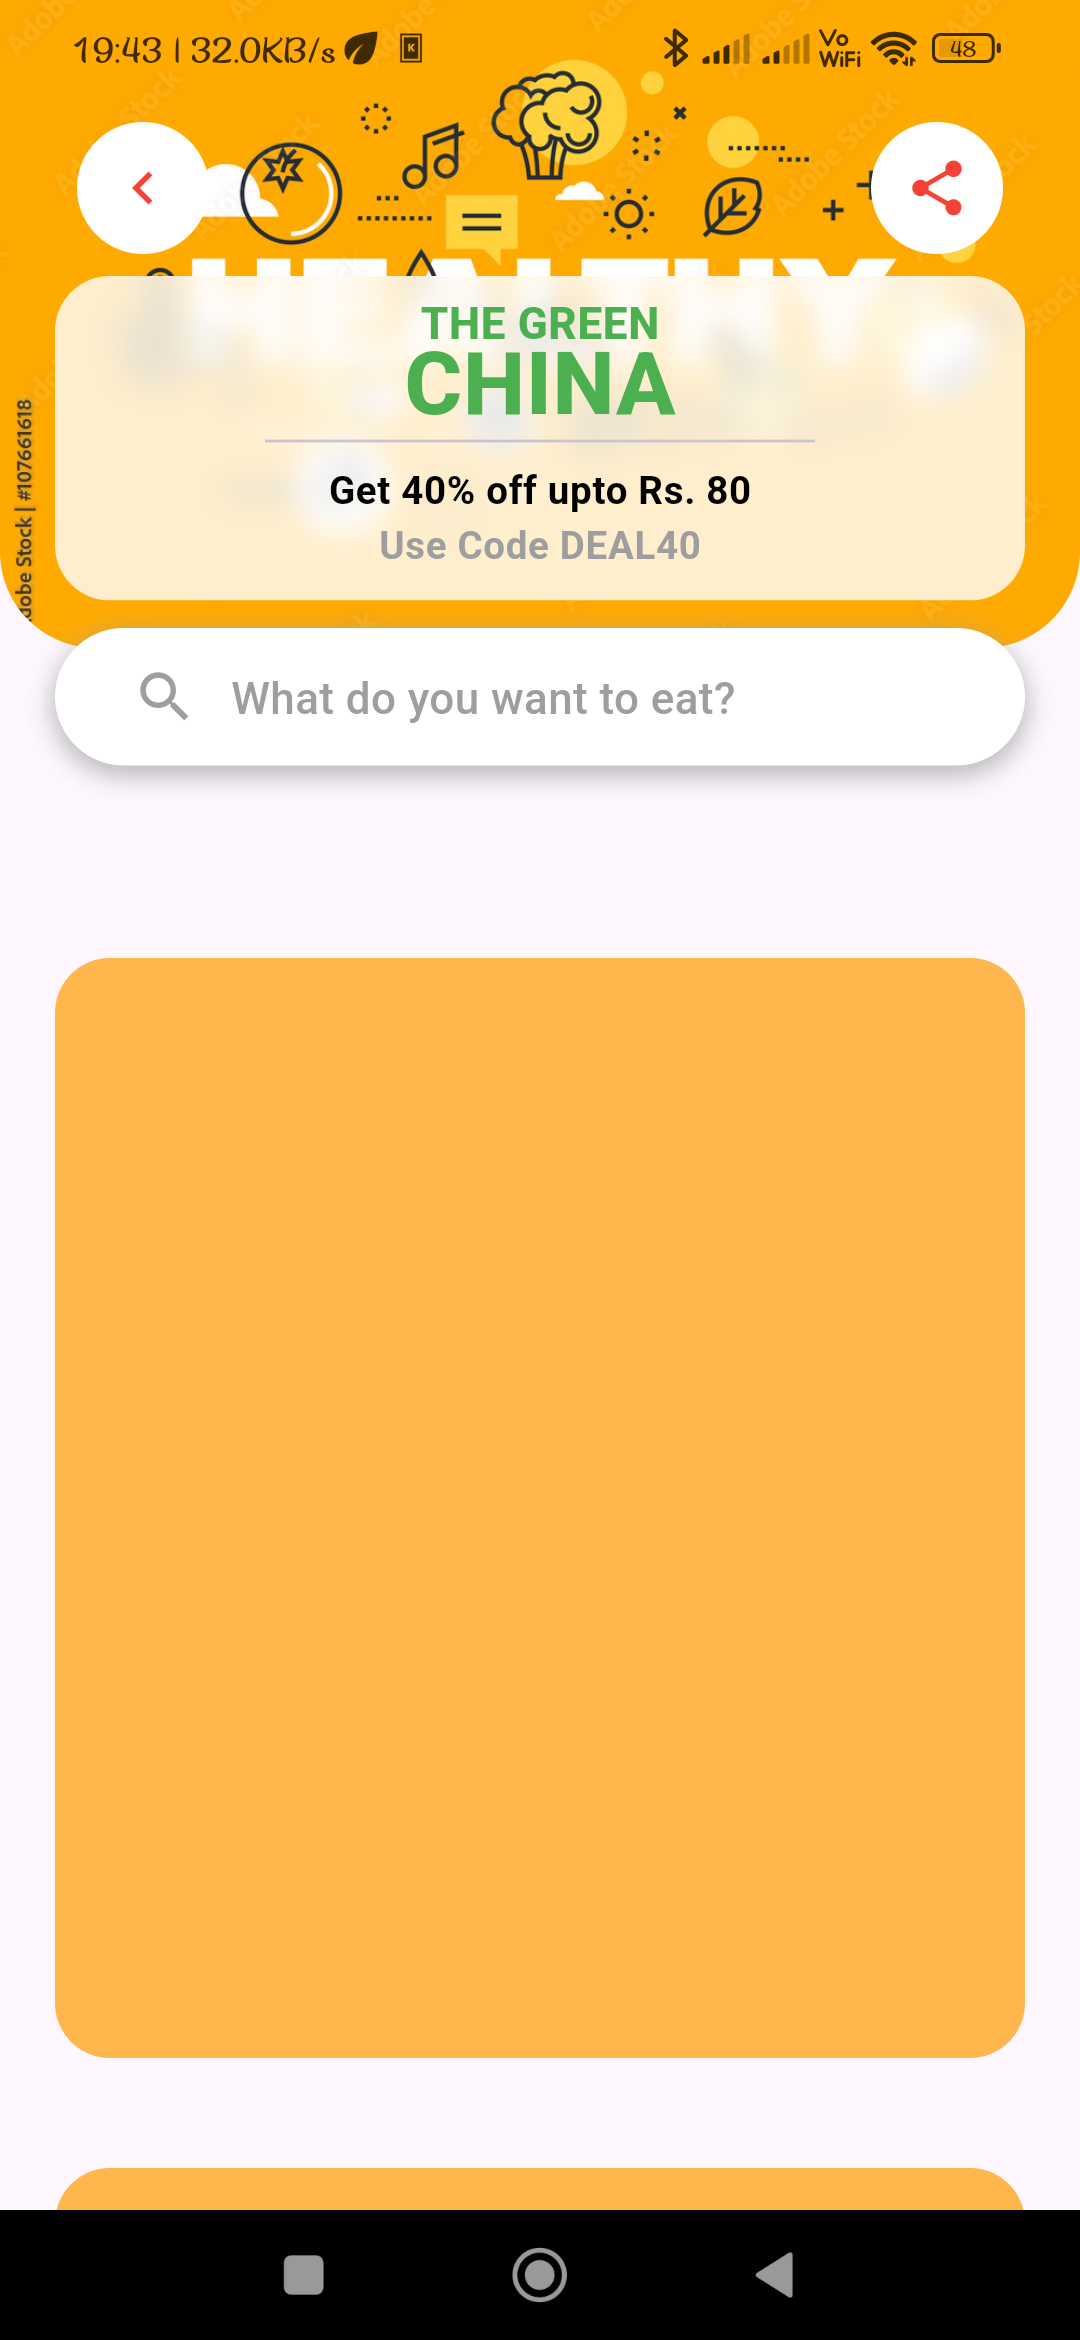 19:43 | 32.0KB/s
Vo
WiFi
48
HEALTHY
THE GREEN
CHINA
Get 40% off upto Rs. 80
Use Code DEAL40
dobe Stock | #107661618
What do you want to eat?